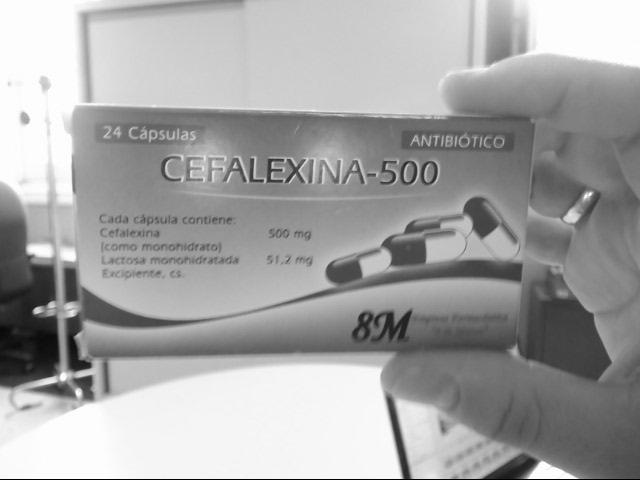 24 Cápsulas
ANTIBIÓTICO
CEFALEXINA-500
Cada cápsula contiene:
Cefalexina 500 mg
(como monohidrato)
Lactosa monohidratada 51,2 mg
Excipiente, cs.
8M